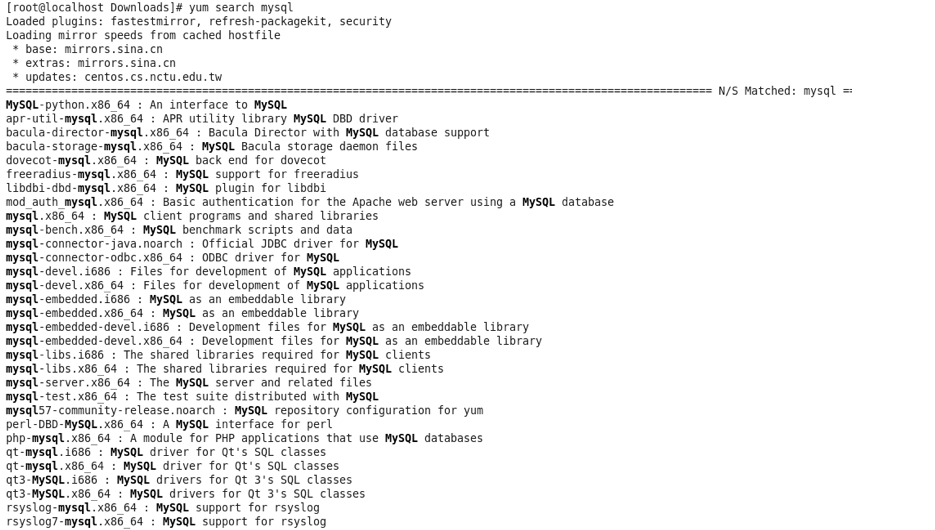 [root@localhost Downloads]# yum search mysql
Loaded plugins: fastestmirror, refresh-packagekit, security
Loading mirror speeds from cached hostfile
 * base: mirrors.sina.cn
 * extras: mirrors.sina.cn
 * updates: centos.cs.nctu.edu.tw
============================================================================================================ N/S Matched: mysql ==
MySQL-python.x86_64 : An interface to MySQL
apr-util-mysql.x86_64 : APR utility library MySQL DBD driver
bacula-director-mysql.x86_64 : Bacula Director with MySQL database support
bacula-storage-mysql.x86_64 : MySQL Bacula storage daemon files
dovecot-mysql.x86_64 : MySQL back end for dovecot
freeradius-mysql.x86_64 : MySQL support for freeradius
libdbi-dbd-mysql.x86_64 : MySQL plugin for libdbi
mod_auth_mysql.x86_64 : Basic authentication for the Apache web server using a MySQL database
mysql.x86_64 : MySQL client programs and shared libraries
mysql-bench.x86_64 : MySQL benchmark scripts and data
mysql-connector-java.noarch : Official JDBC driver for MySQL
mysql-connector-odbc.x86_64 : ODBC driver for MySQL
mysql-devel.i686 : Files for development of MySQL applications
mysql-devel.x86_64 : Files for development of MySQL applications
mysql-embedded.i686 : MySQL as an embeddable library
mysql-embedded.x86_64 : MySQL as an embeddable library
mysql-embedded-devel.i686 : Development files for MySQL as an embeddable library
mysql-embedded-devel.x86_64 : Development files for MySQL as an embeddable library
mysql-libs.i686 : The shared libraries required for MySQL clients
mysql-libs.x86_64 : The shared libraries required for MySQL clients
mysql-server.x86_64 : The MySQL server and related files
mysql-test.x86_64 : The test suite distributed with MySQL
mysql57-community-release.noarch : MySQL repository configuration for yum
perl-DBD-MySQL.x86_64 : A MySQL interface for perl
php-mysql.x86_64 : A module for PHP applications that use MySQL databases
qt-mysql.i686 : MySQL driver for Qt's SQL classes
qt-mysql.x86_64 : MySQL driver for Qt's SQL classes
qt3-MySQL.i686 : MySQL drivers for Qt 3's SQL classes
qt3-MySQL.x86_64 : MySQL drivers for Qt 3's SQL classes
rsyslog-mysql.x86_64 : MySQL support for rsyslog
rsyslog7-mysql.x86_64 : MySQL support for rsyslog